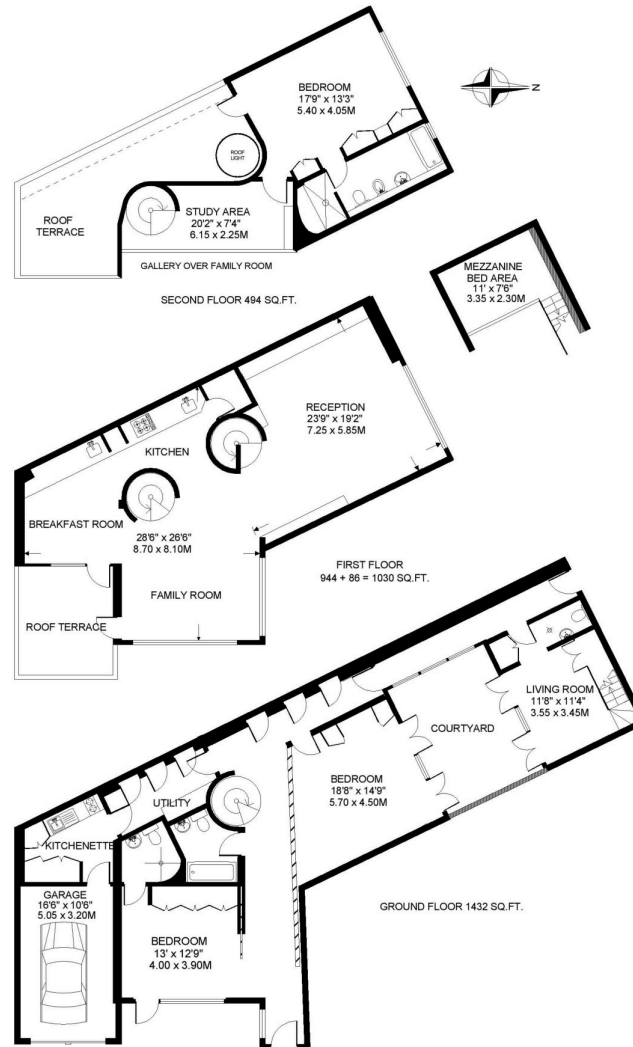 BEDROOM
17'9" x 13'3"
5.40 x 4.05M
N
ROOF
LIGHT
STUDY AREA
20'2" x 7'4"
6.15 x 2.25M
ROOF
TERRACE
GALLERY OVER FAMILY ROOM
SECOND FLOOR 494 SQ.FT.
MEZZANINE
BED AREA
11' x 7'6"
3.35 x 2.30M
RECEPTION
23'9" x 19'2"
7.25 x 5.85M
KITCHEN
BREAKFAST ROOM
28'6" x 26'6"
8.70 x 8.10M
FAMILY ROOM
ROOF TERRACE
FIRST FLOOR
944 + 86 = 1030 SQ.FT.
LIVING ROOM
11'8" x 11'4"
3.55 x 3.45M
COURTYARD
BEDROOM
18'8" x 14'9"
5.70 x 4.50M
UTILITY
KITCHENETTE
GARAGE
16'6" x 10'6"
5.05 x 3.20M
BEDROOM
13' x 12'9"
4.00 x 3.90M
GROUND FLOOR 1432 SQ.FT.